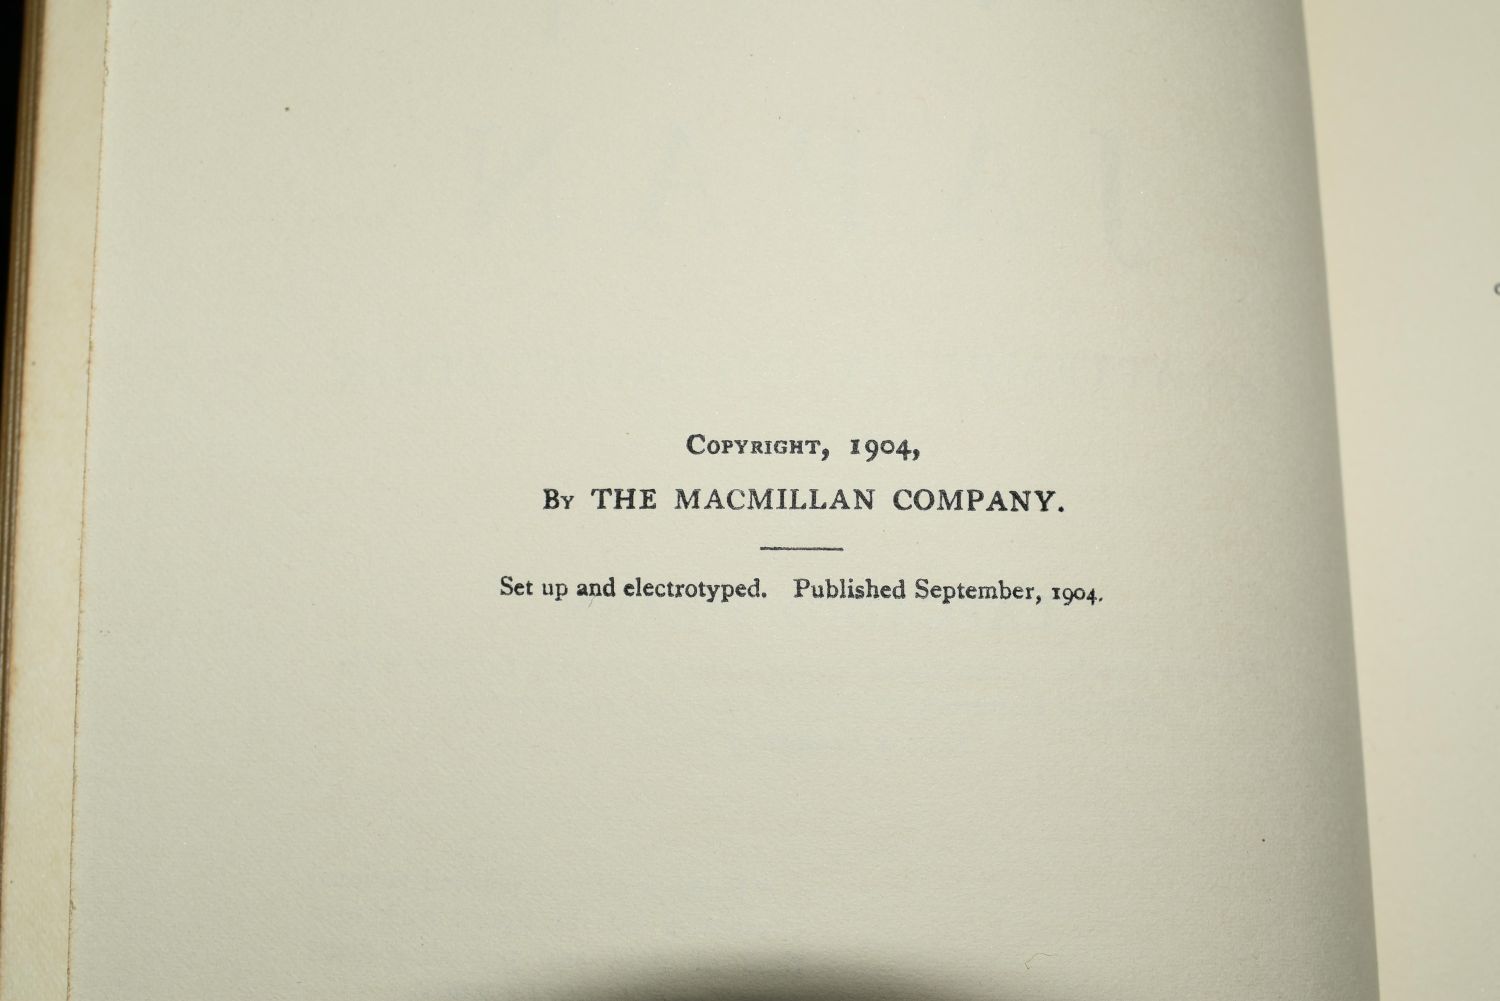 Copyright, 1904,
By THE MACMILLAN COMPANY.
Set up and electrotyped. Published September, 1904.